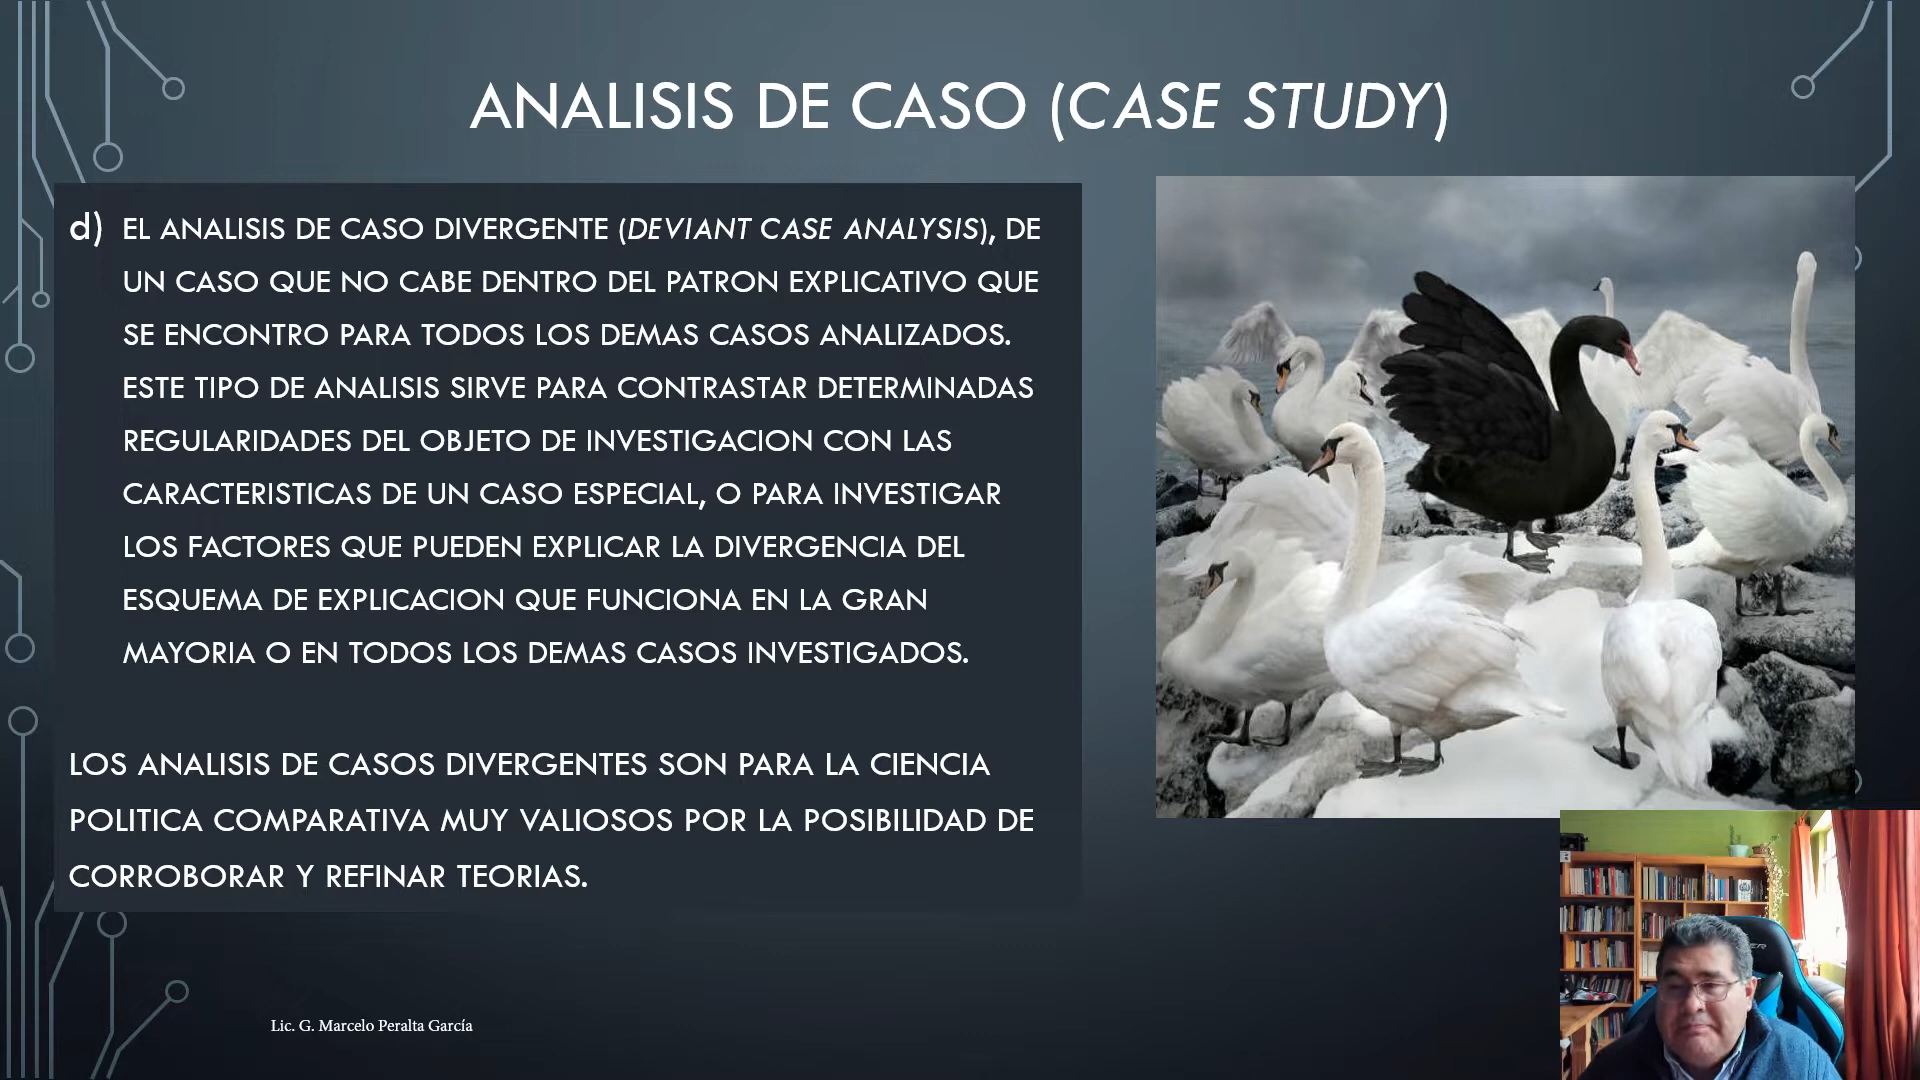 ANALISIS DE CASO (CASE STUDY)
d) EL ANALISIS DE CASO DIVERGENTE (DEVIANT CASE ANALYSIS), DE
UN CASO QUE NO CABE DENTRO DEL PATRON EXPLICATIVO QUE
SE ENCONTRO PARA TODOS LOS DEMAS CASOS ANALIZADOS.
ESTE TIPO DE ANALISIS SIRVE PARA CONTRASTAR DETERMINADAS
REGULARIDADES DEL OBJETO DE INVESTIGACION CON LAS
CARACTERISTICAS DE UN CASO ESPECIAL, O PARA INVESTIGAR
LOS FACTORES QUE PUEDEN EXPLICAR LA DIVERGENCIA DEL
ESQUEMA DE EXPLICACION QUE FUNCIONA EN LA GRAN
MAYORIA O EN TODOS LOS DEMAS CASOS INVESTIGADOS.
LOS ANALISIS DE CASOS DIVERGENTES SON PARA LA CIENCIA
POLITICA COMPARATIVA MUY VALIOSOS POR LA POSIBILIDAD DE
CORROBORAR Y REFINAR TEORIAS.
Lic. G. Marcelo Peralta García